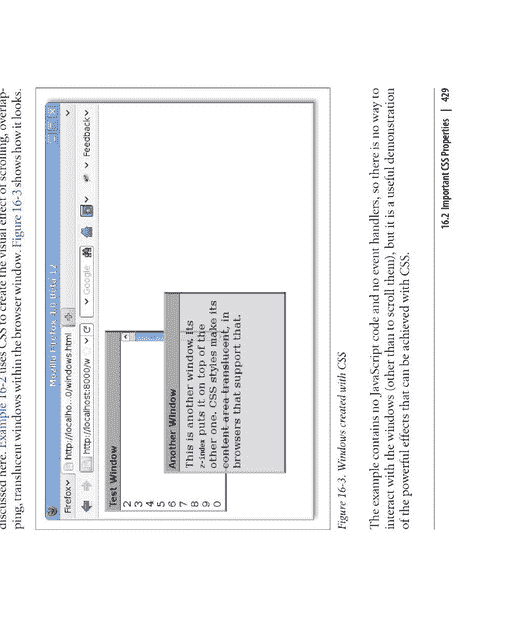 discussed here. Example 16-2 uses CSS to create the visual effect of scrolling, overlap-
ping, translucent windows within the browser window. Figure 16-3 shows how it looks.
Mozilla Firefox 4.0 Beta 12
Firefox
http://localho...0/windows.html
http://localhost:8000/w
Google
Feedback
Test Window
2
3
4
5
6
7
8
9
0
Another Window
This is another window. Its
z-index puts it on top of the
other one. CSS styles make its
content area translucent, in
browsers that support that.
Figure 16-3. Windows created with CSS
The example contains no JavaScript code and no event handlers, so there is no way to
interact with the windows (other than to scroll them), but it is a useful demonstration
of the powerful effects that can be achieved with CSS.
16.2 Important CSS Properties | 429